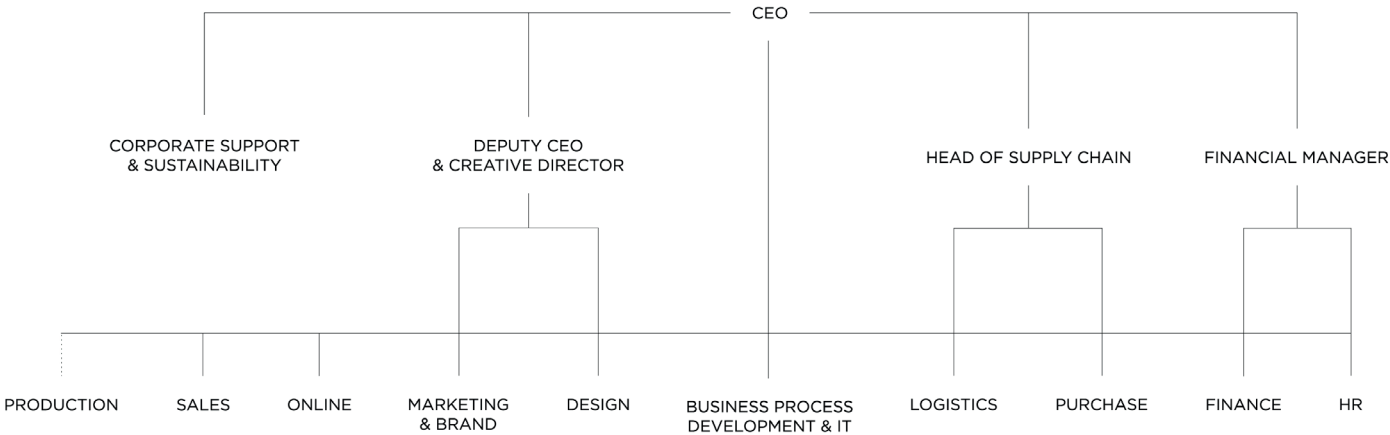 CEO
CORPORATE SUPPORT
& SUSTAINABILITY
DEPUTY CEO
& CREATIVE DIRECTOR
HEAD OF SUPPLY CHAIN
FINANCIAL MANAGER
PRODUCTION
SALES
ONLINE
MARKETING
& BRAND
DESIGN
BUSINESS PROCESS
DEVELOPMENT & IT
LOGISTICS
PURCHASE
FINANCE
HR